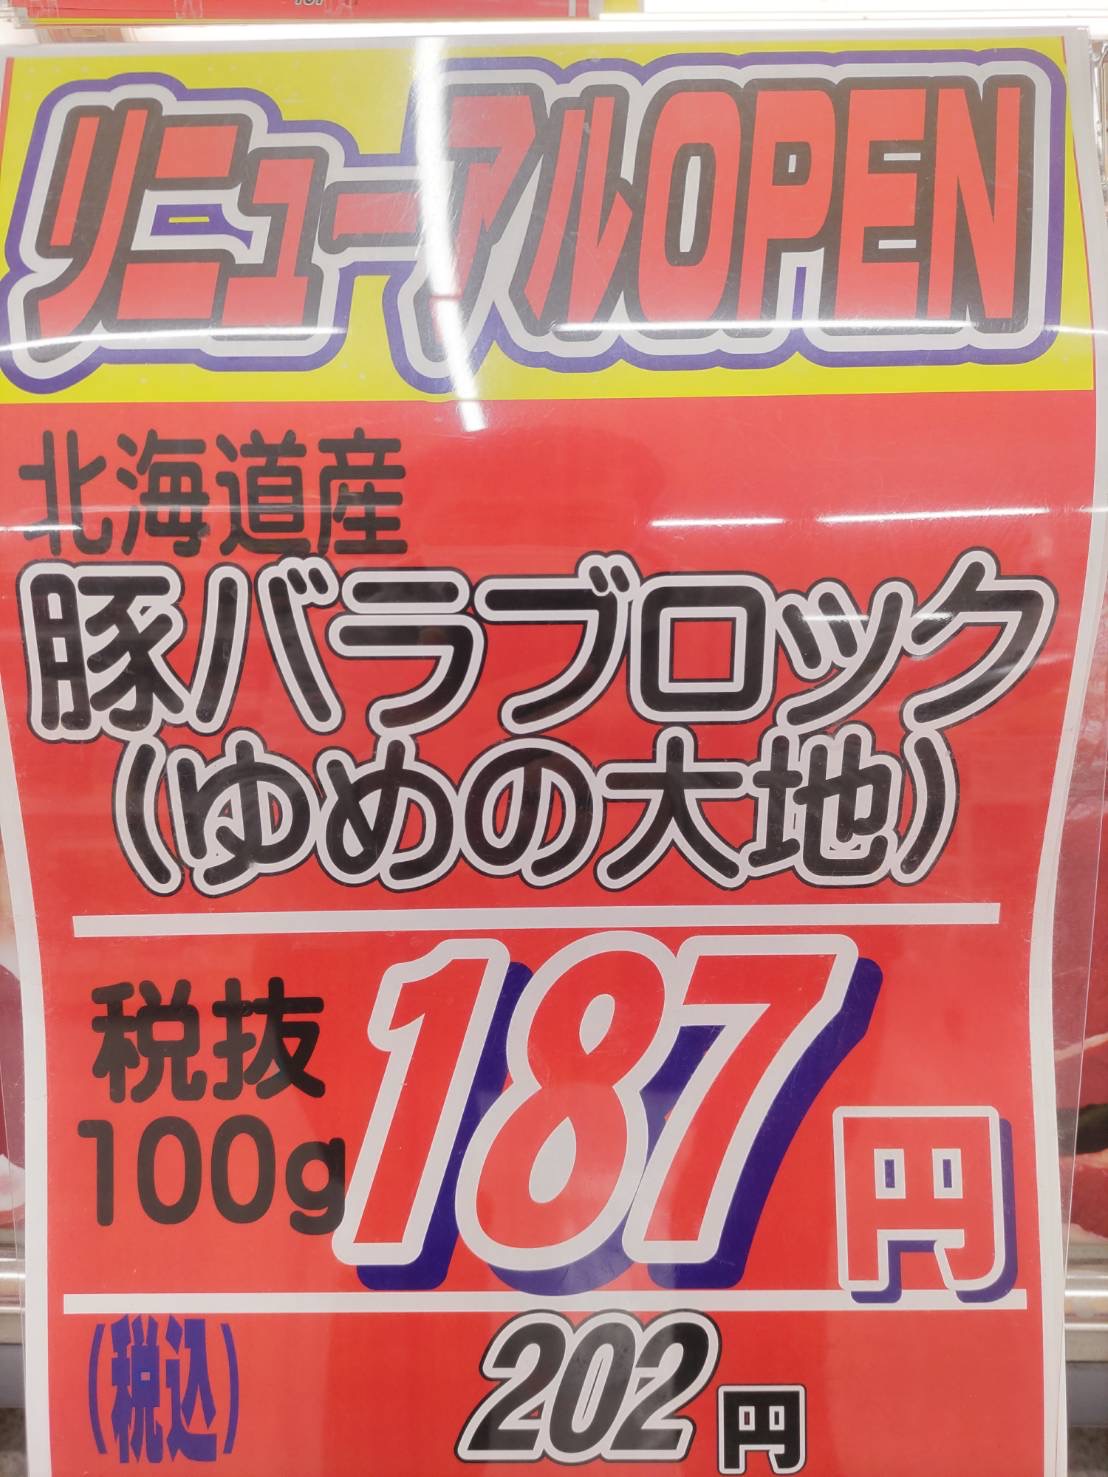 リニューアルOPEN
北海道産
豚バラブロック
(ゆめの大地)
税抜
100g
187円
(税込)
202円